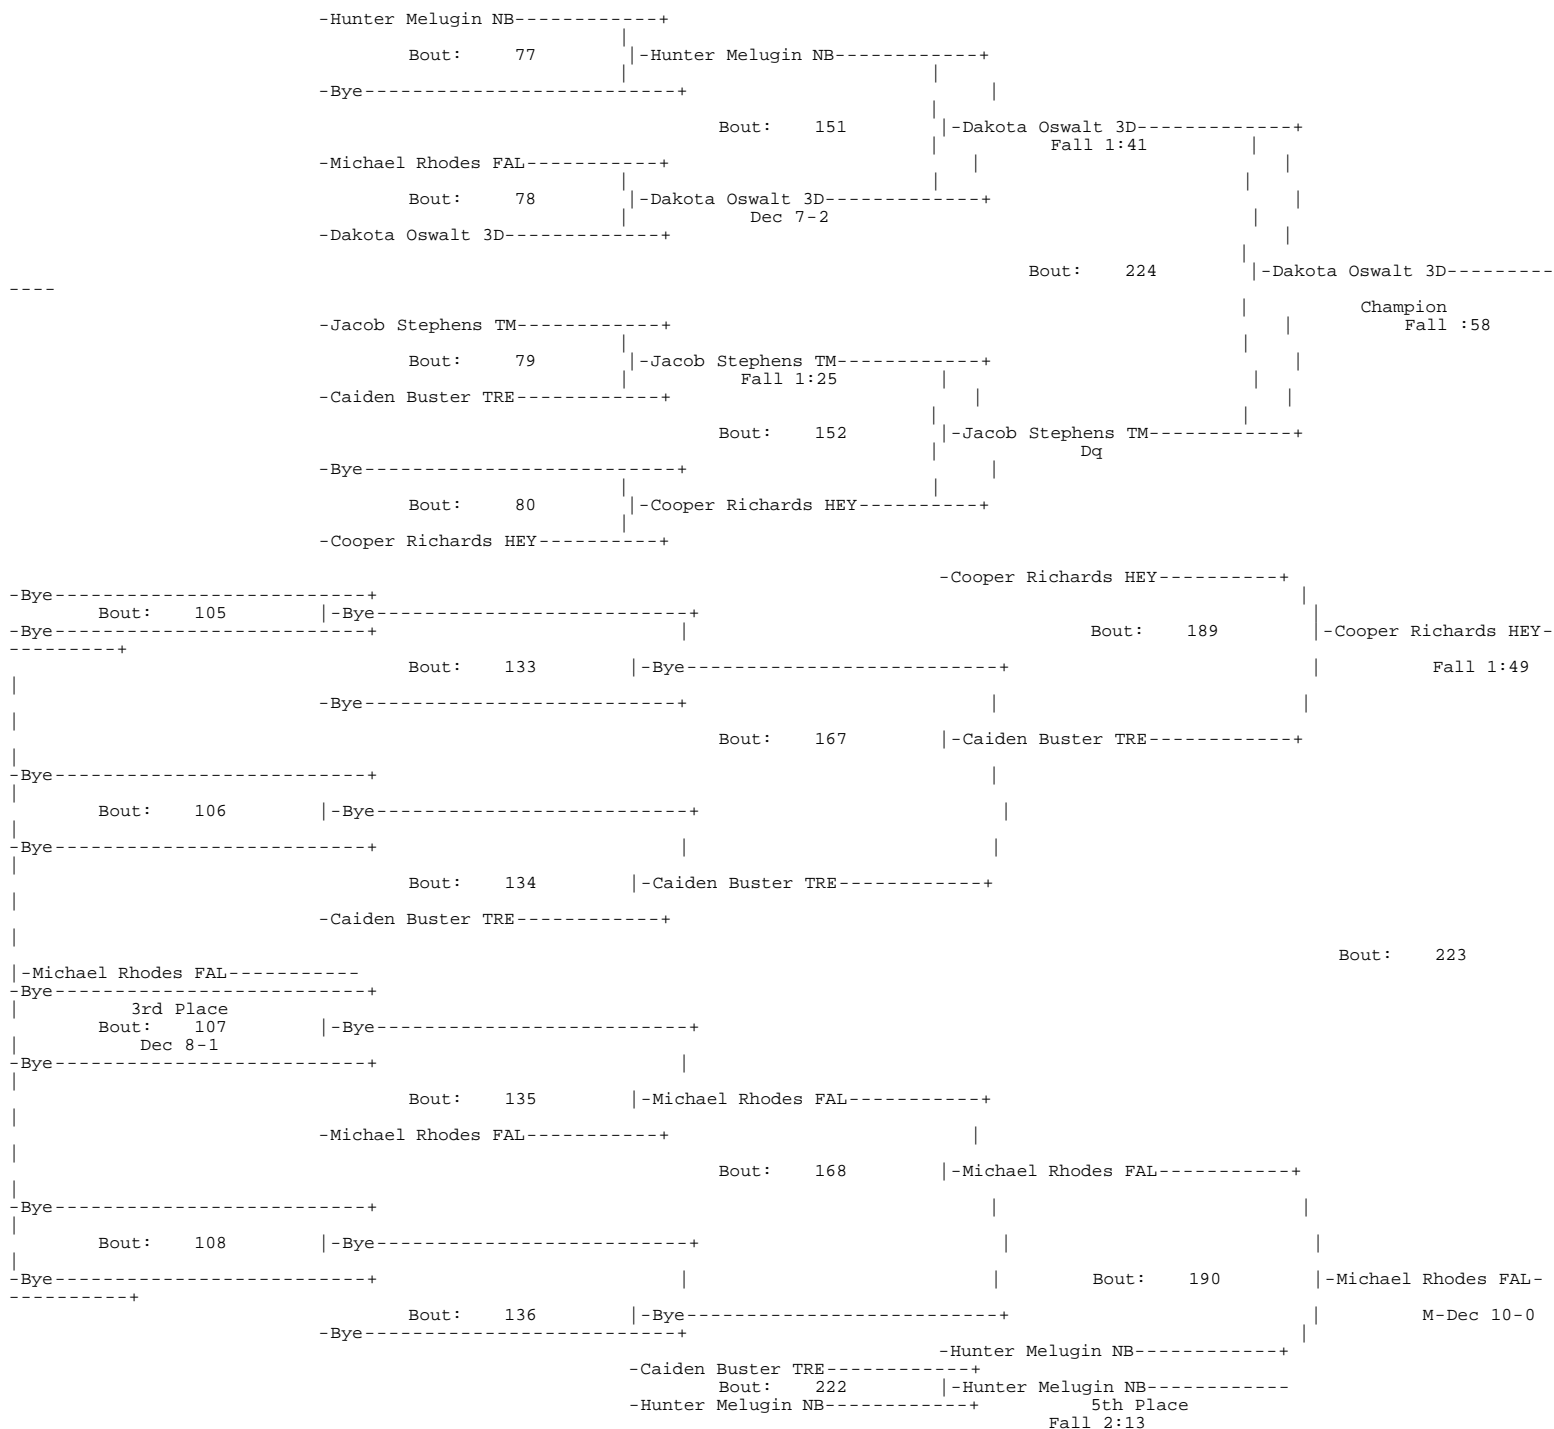 -Hunter Melugin NB------------+
|
Bout: 77 |-Hunter Melugin NB------------+
| |
-Bye--------------------------+ |
|
Bout: 151 |-Dakota Oswalt 3D-------------+
| Fall 1:41 |
-Michael Rhodes FAL-----------+ | |
| | |
Bout: 78 |-Dakota Oswalt 3D-------------+ |
| Dec 7-2 |
-Dakota Oswalt 3D-------------+ |
|
Bout: 224 |-Dakota Oswalt 3D---------
----
| Champion
-Jacob Stephens TM------------+ | Fall :58
| |
Bout: 79 |-Jacob Stephens TM------------+ |
| Fall 1:25 | |
-Caiden Buster TRE------------+ | |
| |
Bout: 152 |-Jacob Stephens TM------------+
| Dq
-Bye--------------------------+ |
| |
Bout: 80 |-Cooper Richards HEY----------+
|
-Cooper Richards HEY----------+
-Cooper Richards HEY----------+
-Bye--------------------------+ |
Bout: 105 |-Bye--------------------------+ |
-Bye--------------------------+ | Bout: 189 |-Cooper Richards HEY-
---------+
Bout: 133 |-Bye--------------------------+ | Fall 1:49
|
-Bye--------------------------+ | |
|
Bout: 167 |-Caiden Buster TRE------------+
|
-Bye--------------------------+ |
|
Bout: 106 |-Bye--------------------------+ |
|
-Bye--------------------------+ | |
|
Bout: 134 |-Caiden Buster TRE------------+
|
-Caiden Buster TRE------------+
|
Bout: 223
|-Michael Rhodes FAL-----------
-Bye--------------------------+
| 3rd Place
Bout: 107 |-Bye--------------------------+
| Dec 8-1
-Bye--------------------------+ |
|
Bout: 135 |-Michael Rhodes FAL-----------+
|
-Michael Rhodes FAL-----------+ |
|
Bout: 168 |-Michael Rhodes FAL-----------+
|
-Bye--------------------------+ | |
|
Bout: 108 |-Bye--------------------------+ | |
|
-Bye--------------------------+ | | Bout: 190 |-Michael Rhodes FAL-
----------+
Bout: 136 |-Bye--------------------------+ | M-Dec 10-0
-Bye--------------------------+ |
-Hunter Melugin NB------------+
-Caiden Buster TRE------------+
Bout: 222 |-Hunter Melugin NB------------
-Hunter Melugin NB------------+ 5th Place
Fall 2:13